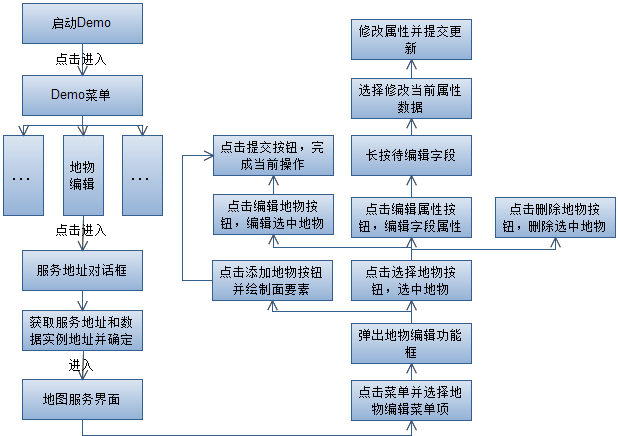 启动Demo
点击进入
Demo菜单
...
地物
编辑
...
点击进入
服务地址对话框
获取服务地址和数
据实例地址并确定
进入
地图服务界面
修改属性并提交更
新
选择修改当前属性
数据
点击提交按钮，完
成当前操作
长按待编辑字段
点击编辑地物按
钮，编辑选中地物
点击编辑属性按
钮，编辑字段属性
点击删除地物按
钮，删除选中地物
点击添加地物按钮
并绘制面要素
点击选择地物按
钮，选中地物
弹出地物编辑功能
框
点击菜单并选择地
物编辑菜单项